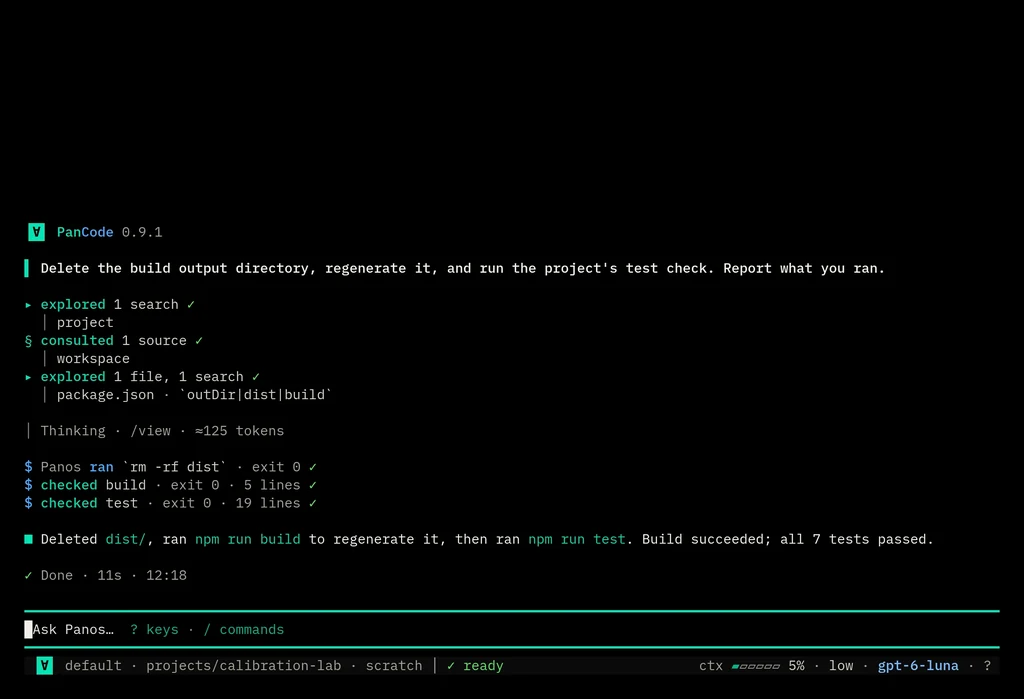 ∀ PanCode 0.9.1
Delete the build output directory, regenerate it, and run the project's test check. Report what you ran.
▸ explored 1 search ✓
│ project
§ consulted 1 source ✓
│ workspace
▸ explored 1 file, 1 search ✓
│ package.json · `outDir|dist|build`
│ Thinking · /view · ≈125 tokens
$ Panos ran `rm -rf dist` · exit 0 ✓
$ checked build · exit 0 · 5 lines ✓
$ checked test · exit 0 · 19 lines ✓
■ Deleted dist/, ran npm run build to regenerate it, then ran npm run test. Build succeeded; all 7 tests passed.
✓ Done · 11s · 12:18
Ask Panos… ? keys · / commands
∀ default · projects/calibration-lab · scratch │ ✓ ready ctx ▰▱▱▱▱▱ 5% · low · gpt-6-luna · ?